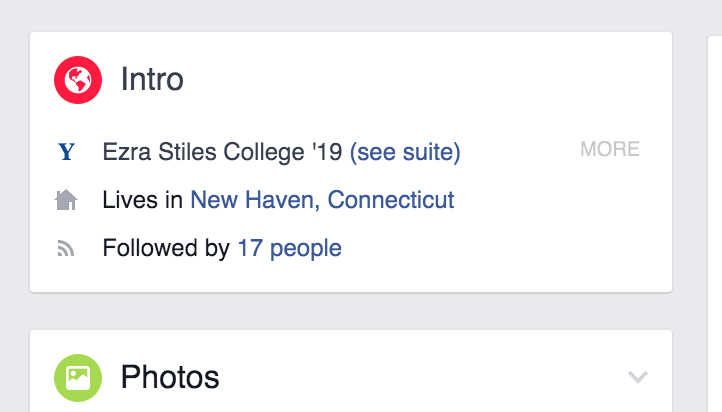 Intro
Y Ezra Stiles College '19 (see suite) MORE
Lives in New Haven, Connecticut
Followed by 17 people
Photos